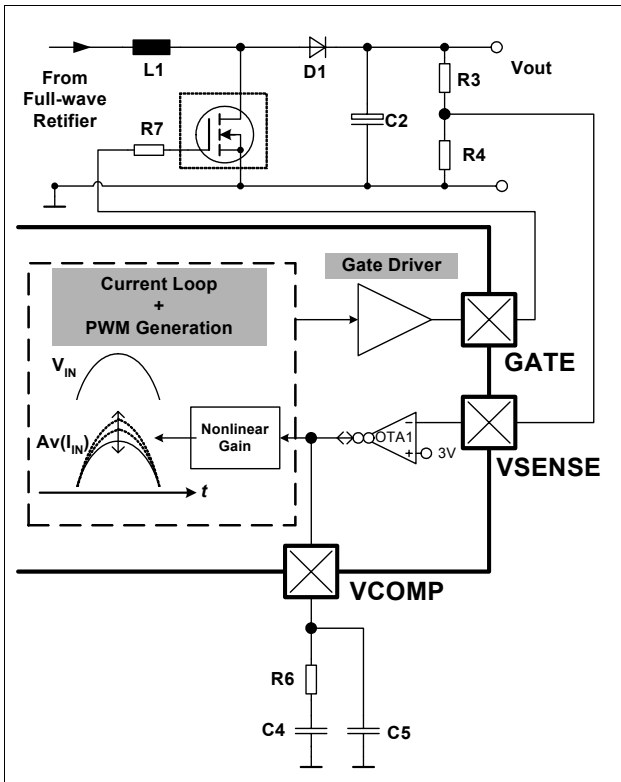 From
Full-wave
Retifier
L1
D1
Vout
R3
C2
R7
R4
Current Loop
+
PWM Generation
Gate Driver
GATE
VIN
Av(IIN)
t
Nonlinear
Gain
OTA1
−
+
3V
VSENSE
VCOMP
R6
C4
C5